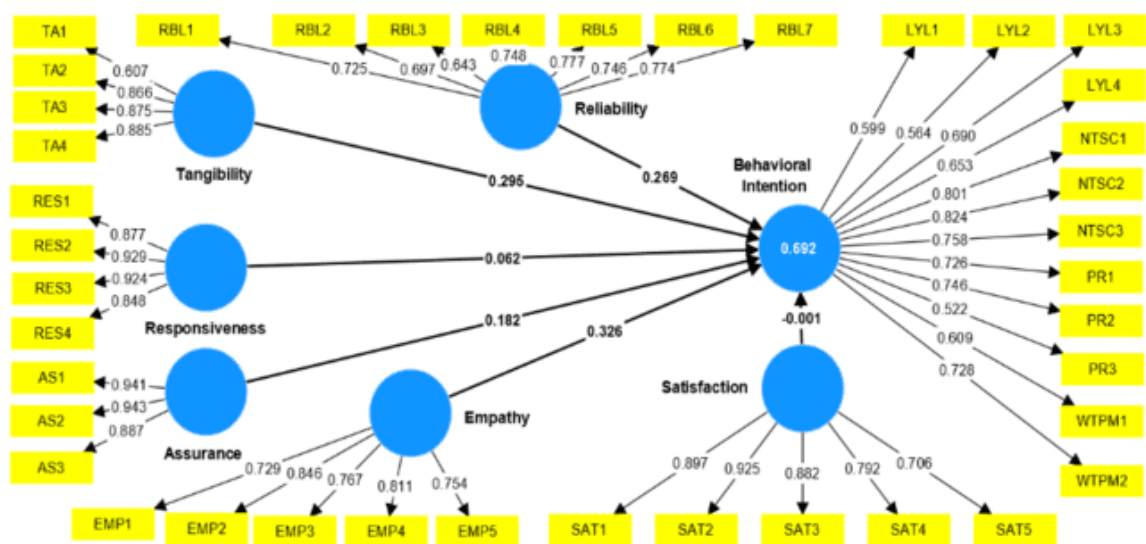 TA1
RBL1
RBL2
RBL3
RBL4
RBL5
RBL6
RBL7
LYL1
LYL2
LYL3
TA2
TA3
TA4
0.607
0.866
0.875
0.885
Tangibility
0.725
0.697
0.643
0.748
0.777
0.746
0.774
Reliability
LYL4
NTSC1
NTSC2
NTSC3
PR1
PR2
PR3
WTPM1
WTPM2
0.599
0.564
0.690
0.653
0.801
0.824
0.758
0.726
0.746
0.522
0.609
0.728
Behavioral
Intention
0.692
0.295
0.269
0.062
0.182
0.326
-0.001
RES1
RES2
RES3
RES4
0.877
0.929
0.924
0.848
Responsiveness
AS1
AS2
AS3
0.941
0.943
0.887
Assurance
Empathy
0.729
0.846
0.767
0.811
0.754
EMP1
EMP2
EMP3
EMP4
EMP5
Satisfaction
0.897
0.925
0.882
0.792
0.706
SAT1
SAT2
SAT3
SAT4
SAT5